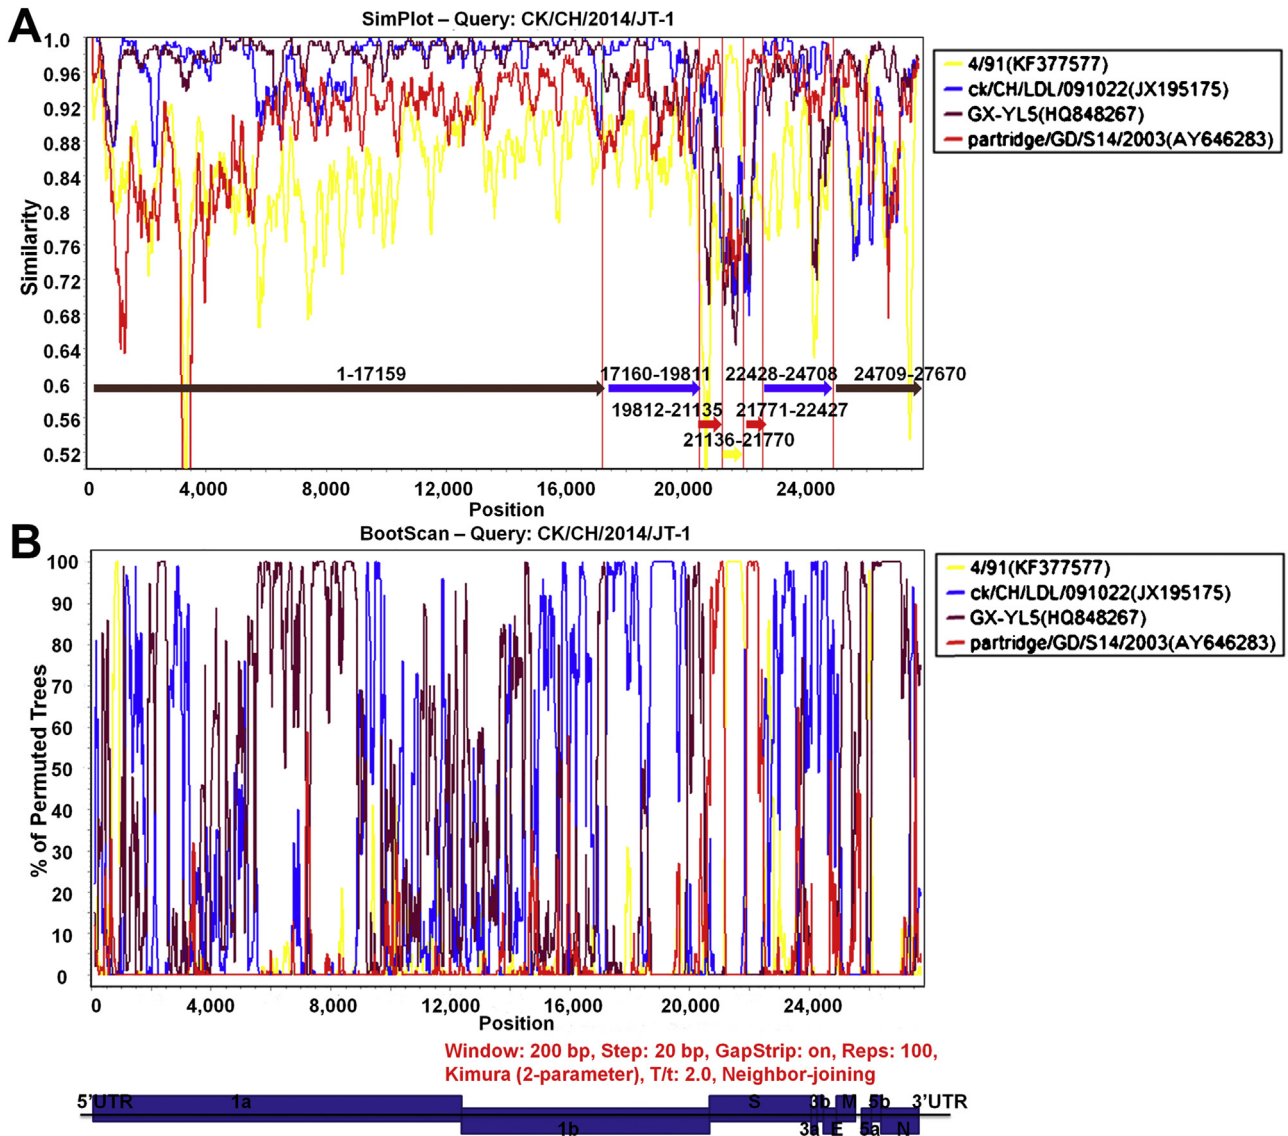 A
SimPlot – Query: CK/CH/2014/JT-1
1.0
0.96
0.92
0.88
0.84
0.8
0.76
0.72
0.68
0.64
0.6
0.56
0.52
Similarity
4/91(KF377577)
ck/CH/LDL/091022(JX195175)
GX-YL5(HQ848267)
partridge/GD/S14/2003(AY646283)
1-17159
17160-19811
22428-24708
24709-27670
19812-21135
21771-22427
21136-21770
0 4,000 8,000 12,000 16,000 20,000 24,000
Position
B
BootScan – Query: CK/CH/2014/JT-1
100
90
80
70
60
50
40
30
20
10
0
% of Permuted Trees
4/91(KF377577)
ck/CH/LDL/091022(JX195175)
GX-YL5(HQ848267)
partridge/GD/S14/2003(AY646283)
0 4,000 8,000 12,000 16,000 20,000 24,000
Position
Window: 200 bp, Step: 20 bp, GapStrip: on, Reps: 100,
Kimura (2-parameter), T/t: 2.0, Neighbor-joining
5'UTR 1a S 3b M 5b 3'UTR
1b 3a E 5a N